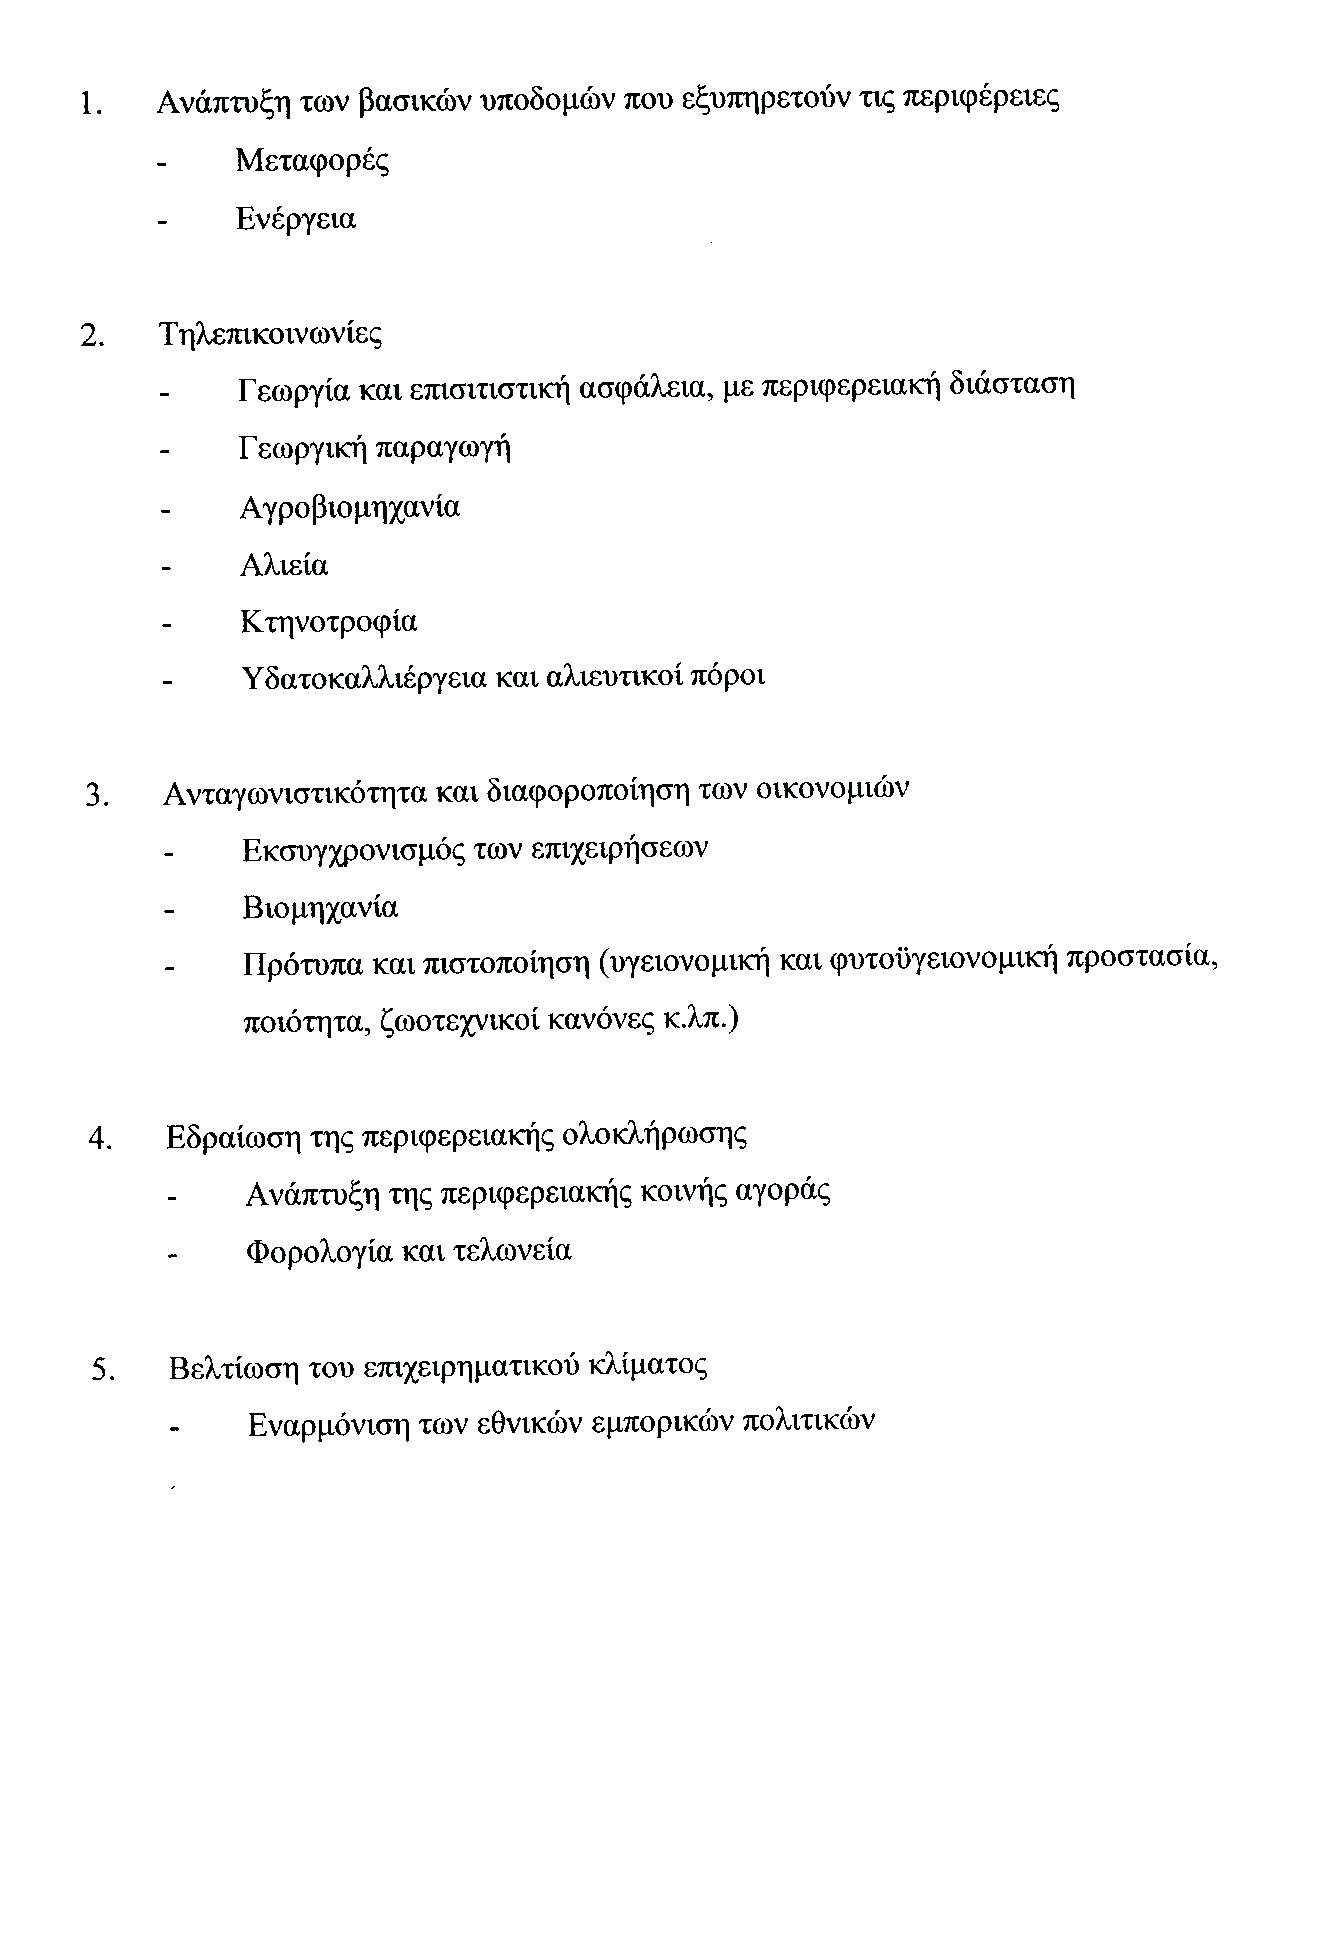 1. Ανάπτυξη των βασικών υποδομών που εξυπηρετούν τις περιφέρειες
- Μεταφορές
- Ενέργεια
2. Τηλεπικοινωνίες
- Γεωργία και επισιτιστική ασφάλεια, με περιφερειακή διάσταση
- Γεωργική παραγωγή
- Αγροβιομηχανία
- Αλιεία
- Κτηνοτροφία
- Υδατοκαλλιέργεια και αλιευτικοί πόροι
3. Ανταγωνιστικότητα και διαφοροποίηση των οικονομιών
- Εκσυγχρονισμός των επιχειρήσεων
- Βιομηχανία
- Πρότυπα και πιστοποίηση (υγειονομική και φυτοϋγειονομική προστασία,
ποιότητα, ζωοτεχνικοί κανόνες κ.λπ.)
4. Εδραίωση της περιφερειακής ολοκλήρωσης
- Ανάπτυξη της περιφερειακής κοινής αγοράς
- Φορολογία και τελωνεία
5. Βελτίωση του επιχειρηματικού κλίματος
- Εναρμόνιση των εθνικών εμπορικών πολιτικών